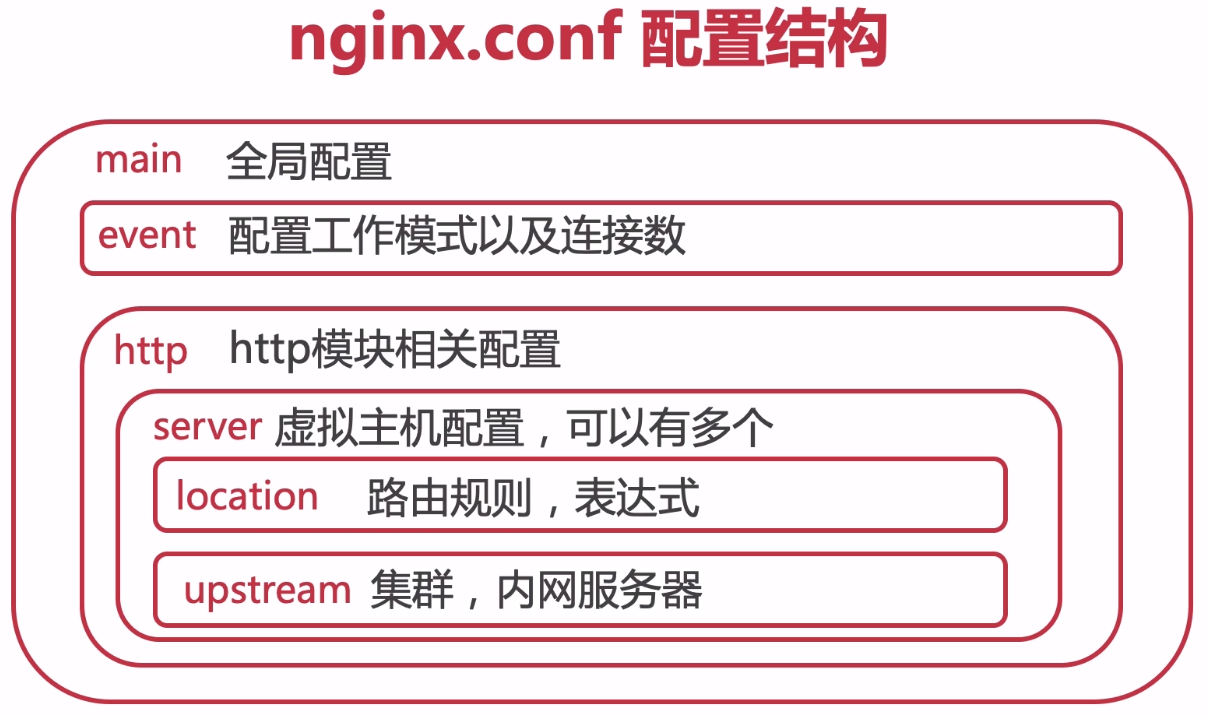 nginx.conf 配置结构
main 全局配置
event 配置工作模式以及连接数
http http模块相关配置
server 虚拟主机配置，可以有多个
location 路由规则，表达式
upstream 集群，内网服务器